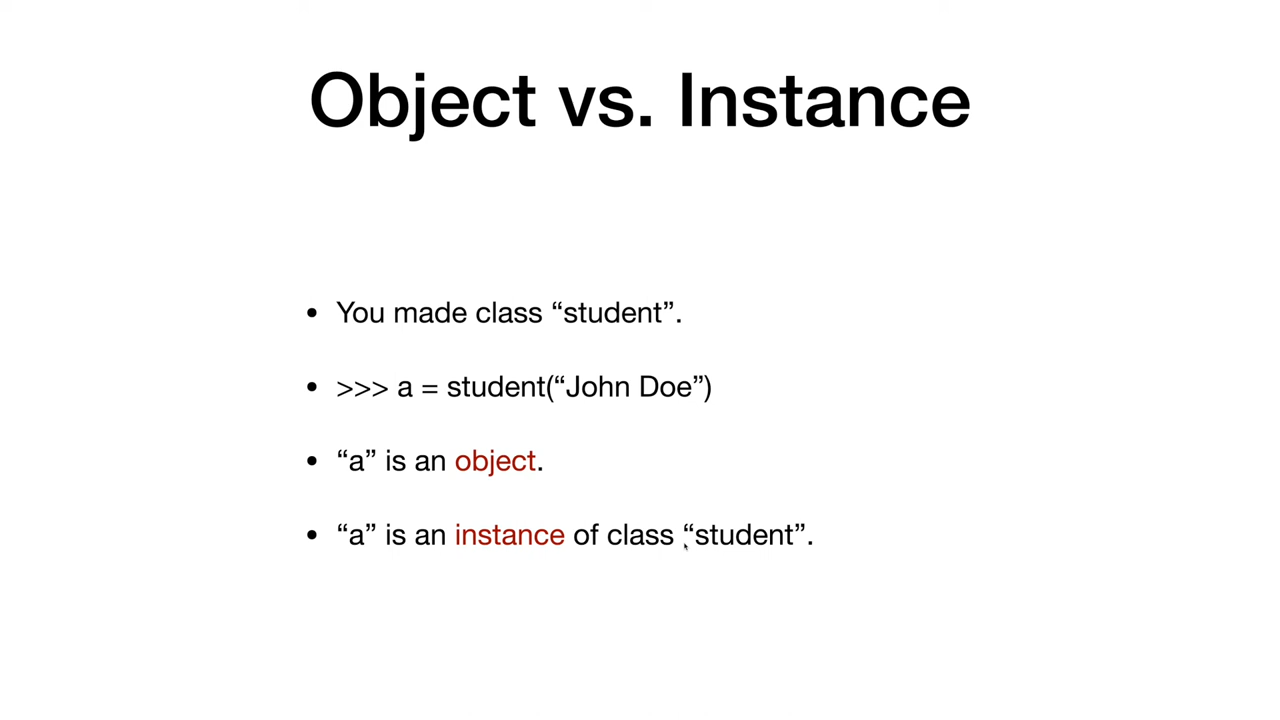 Object vs. Instance
• You made class “student”.
• >>> a = student(“John Doe”)
• “a” is an object.
• “a” is an instance of class “student”.